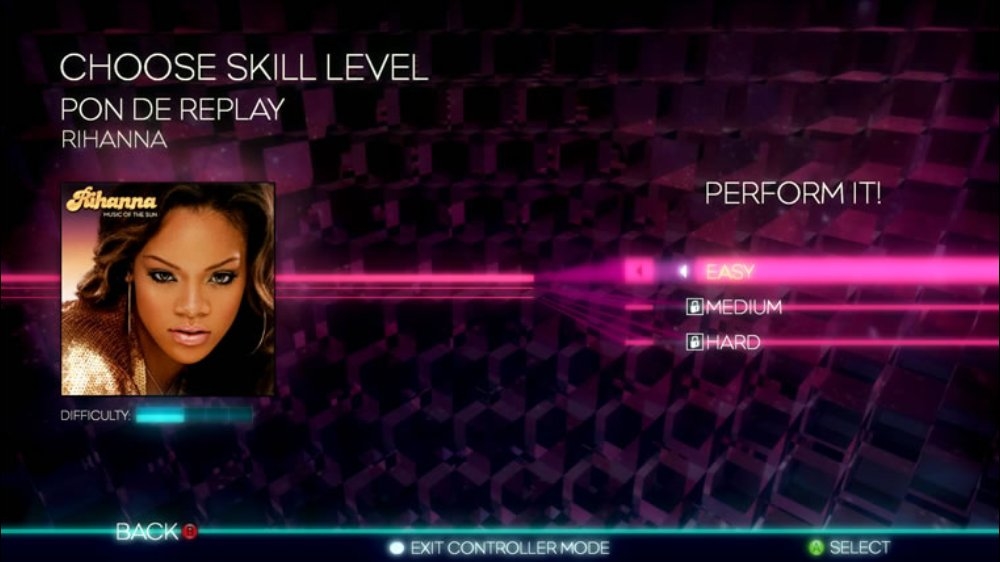 CHOOSE SKILL LEVEL
PON DE REPLAY
RIHANNA
Rihanna
MUSIC OF THE SUN
DIFFICULTY:
PERFORM IT!
EASY
MEDIUM
HARD
BACK B
EXIT CONTROLLER MODE
A SELECT